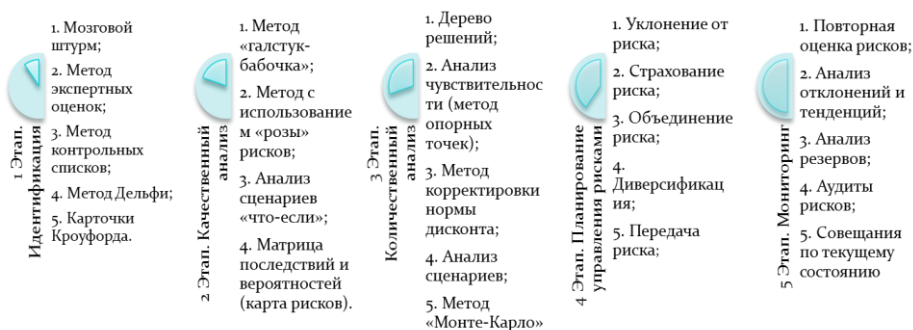 1 Этап.
Идентификация
1. Мозговой
штурм;
2. Метод
экспертных
оценок;
3. Метод
контрольных
списков;
4. Метод Дельфи;
5. Карточки
Кроуфорда.
2 Этап. Качественный
анализ
1. Метод
«галстук-
бабочка»;
2. Метод с
использование
м «розы»
рисков;
3. Анализ
сценариев
«что-если»;
4. Матрица
последствий и
вероятностей
(карта рисков).
3 Этап.
Количественный
анализ
1. Дерево
решений;
2. Анализ
чувствительнос
ти (метод
опорных
точек);
3. Метод
корректировки
нормы
дисконта;
4. Анализ
сценариев;
5. Метод
«Монте-Карло»
4 Этап. Планирование
управления рисками
1. Уклонение от
риска;
2. Страхование
риска;
3. Объединение
риска;
4.
Диверсификац
ия;
5. Передача
риска;
5 Этап. Мониторинг
1. Повторная
оценка рисков;
2. Анализ
отклонений и
тенденций;
3. Анализ
резервов;
4. Аудиты
рисков;
5. Совещания
по текущему
состоянию